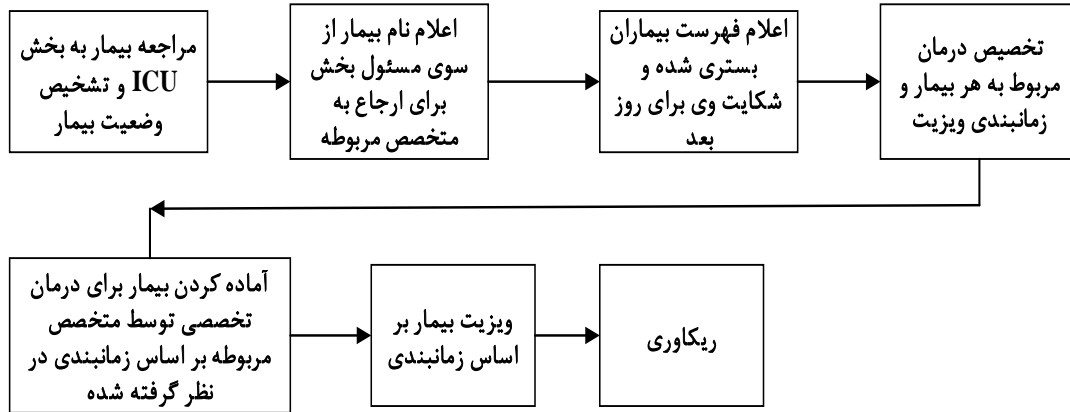 مراجعه بیمار به بخش
ICU و تشخیص
وضعیت بیمار
اعلام نام بیمار از
سوی مسئول بخش
برای ارجاع به
متخصص مربوطه
اعلام فهرست بیماران
بستری شده و
شکایت وی برای روز
بعد
تخصیص درمان
مربوط به هر بیمار و
زمانبندی ویزیت
آماده کردن بیمار برای درمان
تخصصی توسط متخصص
مربوطه بر اساس زمانبندی در
نظر گرفته شده
ویزیت بیمار بر
اساس زمانبندی
ریکاوری